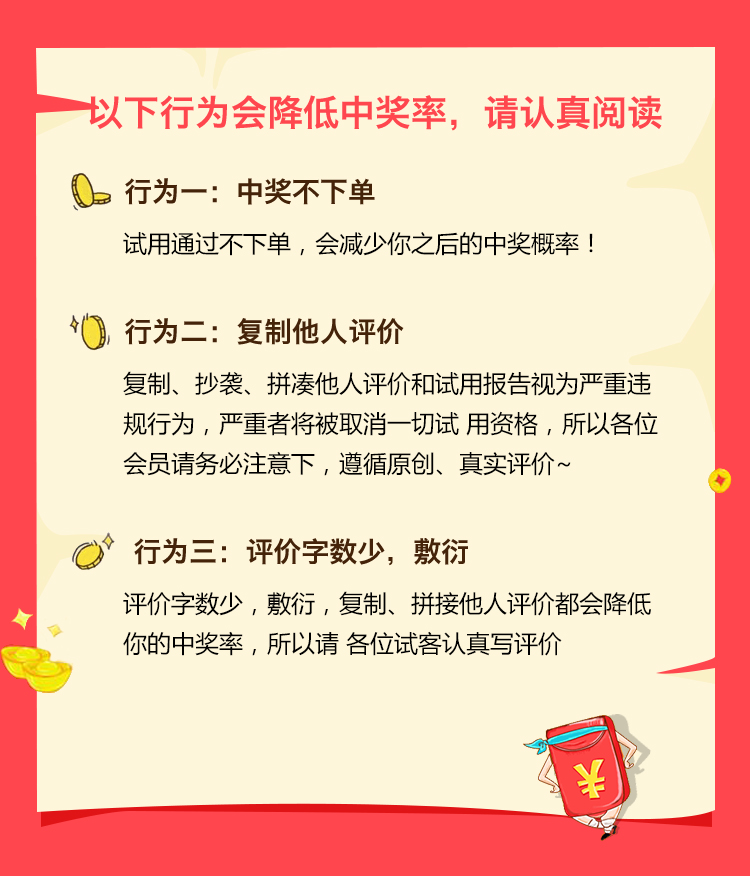 以下行为会降低中奖率，请认真阅读
行为一：中奖不下单
试用通过不下单，会减少你之后的中奖概率！
行为二：复制他人评价
复制、抄袭、拼凑他人评价和试用报告视为严重违
规行为，严重者将被取消一切试 用资格，所以各位
会员请务必注意下，遵循原创、真实评价~
行为三：评价字数少，敷衍
评价字数少，敷衍，复制、拼接他人评价都会降低
你的中奖率，所以请 各位试客认真写评价
¥